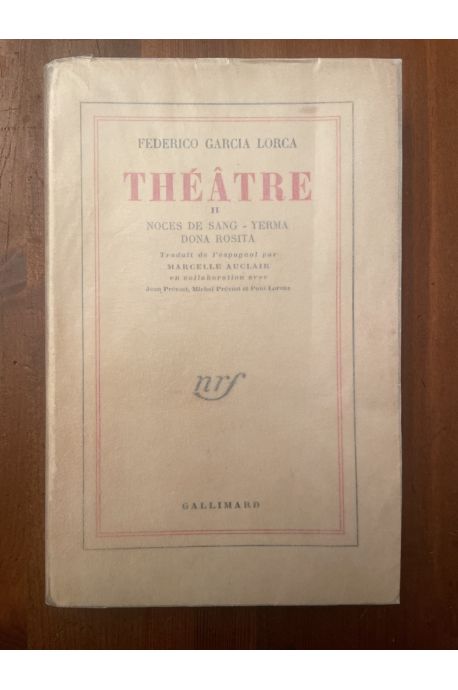 FEDERICO GARCIA LORCA
THÉÂTRE
II
NOCES DE SANG - YERMA
DONA ROSITA
Traduit de l'espagnol par
MARCELLE AUCLAIR
en collaboration avec
Jean Prévost, Michel Prévost et Paul Lorenz
nrf
GALLIMARD